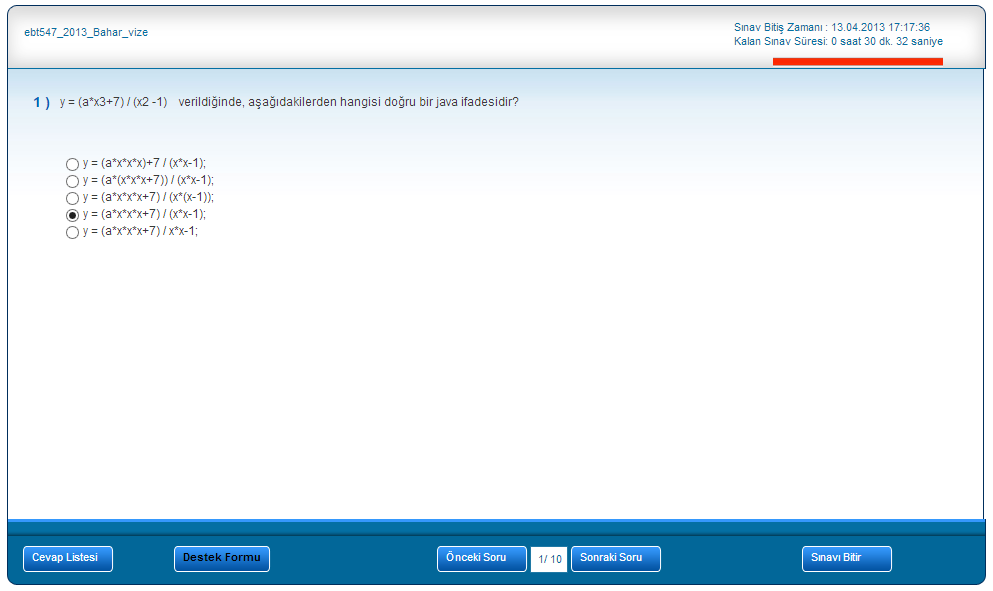 ebt547_2013_Bahar_vize
Sınav Bitiş Zamanı : 13.04.2013 17:17:36
Kalan Sınav Süresi: 0 saat 30 dk. 32 saniye
1 ) y = (a*x3+7) / (x2 -1) verildiğinde, aşağıdakilerden hangisi doğru bir java ifadesidir?
y = (a*x*x*x)+7 / (x*x-1);
y = (a*(x*x*x+7)) / (x*x-1);
y = (a*x*x*x+7) / (x*(x-1));
y = (a*x*x*x+7) / (x*x-1);
y = (a*x*x*x+7) / x*x-1;
Cevap Listesi Destek Formu Önceki Soru 1/ 10 Sonraki Soru Sınavı Bitir